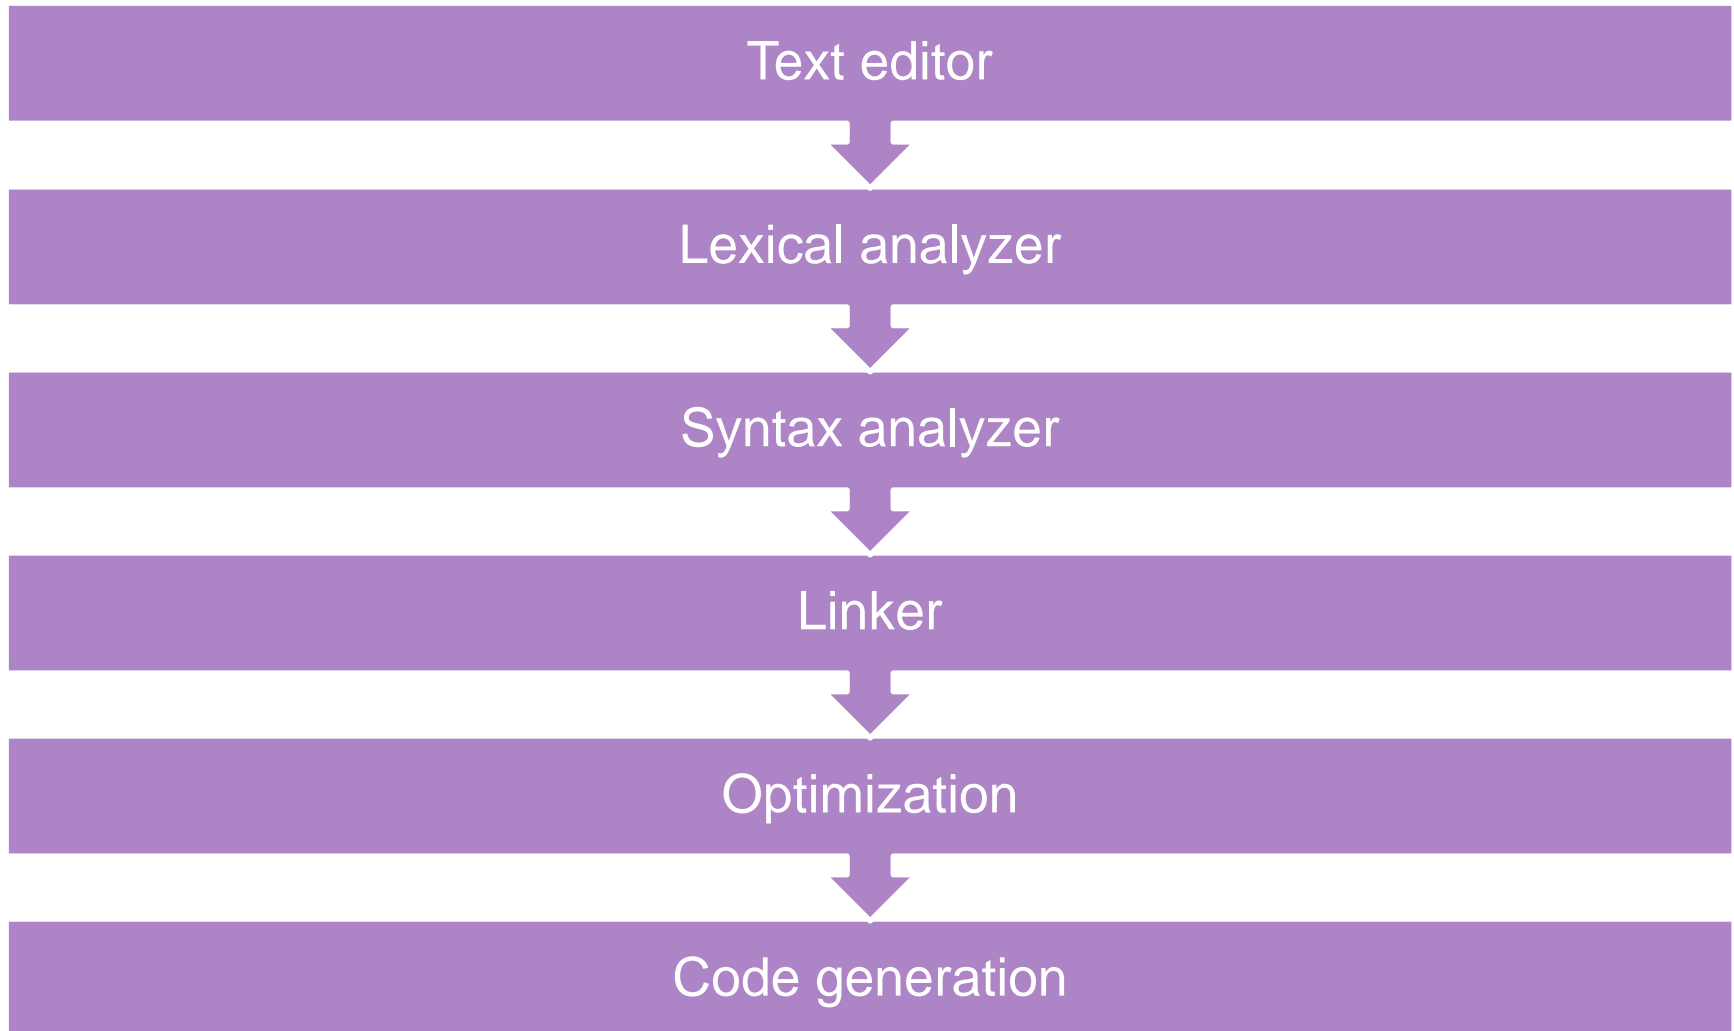 Text editor
Lexical analyzer
Syntax analyzer
Linker
Optimization
Code generation